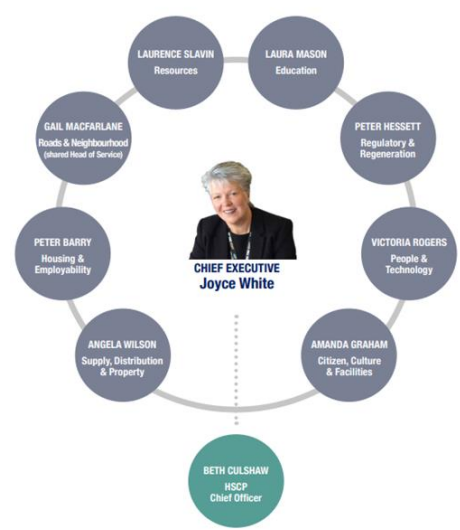 LAURENCE SLAVIN
Resources
LAURA MASON
Education
GAIL MACFARLANE
Roads & Neighbourhood
(shared Head of Service)
PETER HESSETT
Regulatory &
Regeneration
PETER BARRY
Housing &
Employability
CHIEF EXECUTIVE
Joyce White
VICTORIA ROGERS
People &
Technology
ANGELA WILSON
Supply, Distribution
& Property
AMANDA GRAHAM
Citizen, Culture
& Facilities
BETH CULSHAW
HSCP
Chief Officer